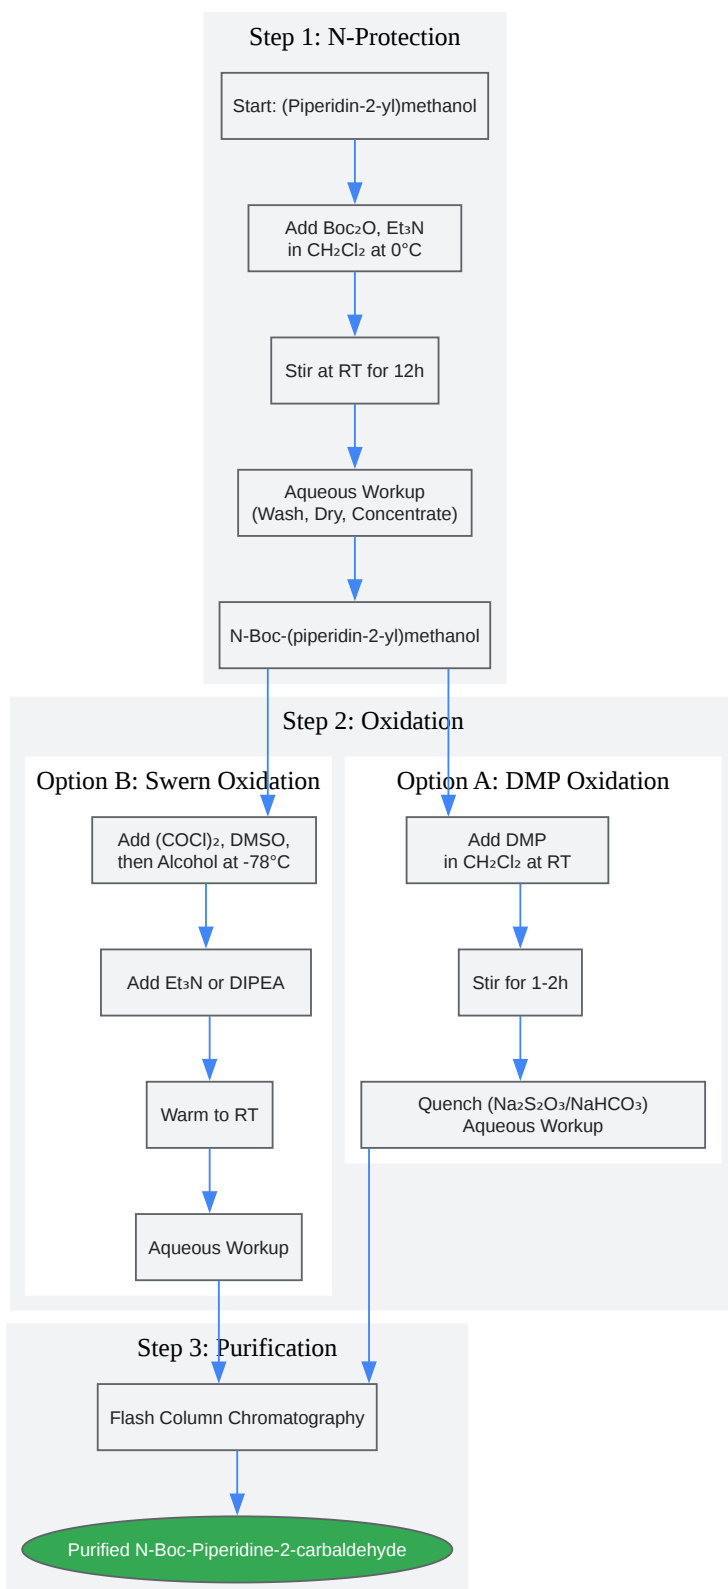 Step 1: N-Protection
Start: (Piperidin-2-yl)methanol
Add Boc₂O, Et₃N
in CH₂Cl₂ at 0°C
Stir at RT for 12h
Aqueous Workup
(Wash, Dry, Concentrate)
N-Boc-(piperidin-2-yl)methanol
Step 2: Oxidation
Option B: Swern Oxidation
Add (COCl)₂, DMSO,
then Alcohol at -78°C
Add Et₃N or DIPEA
Warm to RT
Aqueous Workup
Option A: DMP Oxidation
Add DMP
in CH₂Cl₂ at RT
Stir for 1-2h
Quench (Na₂S₂O₃/NaHCO₃)
Aqueous Workup
Step 3: Purification
Flash Column Chromatography
Purified N-Boc-Piperidine-2-carbaldehyde